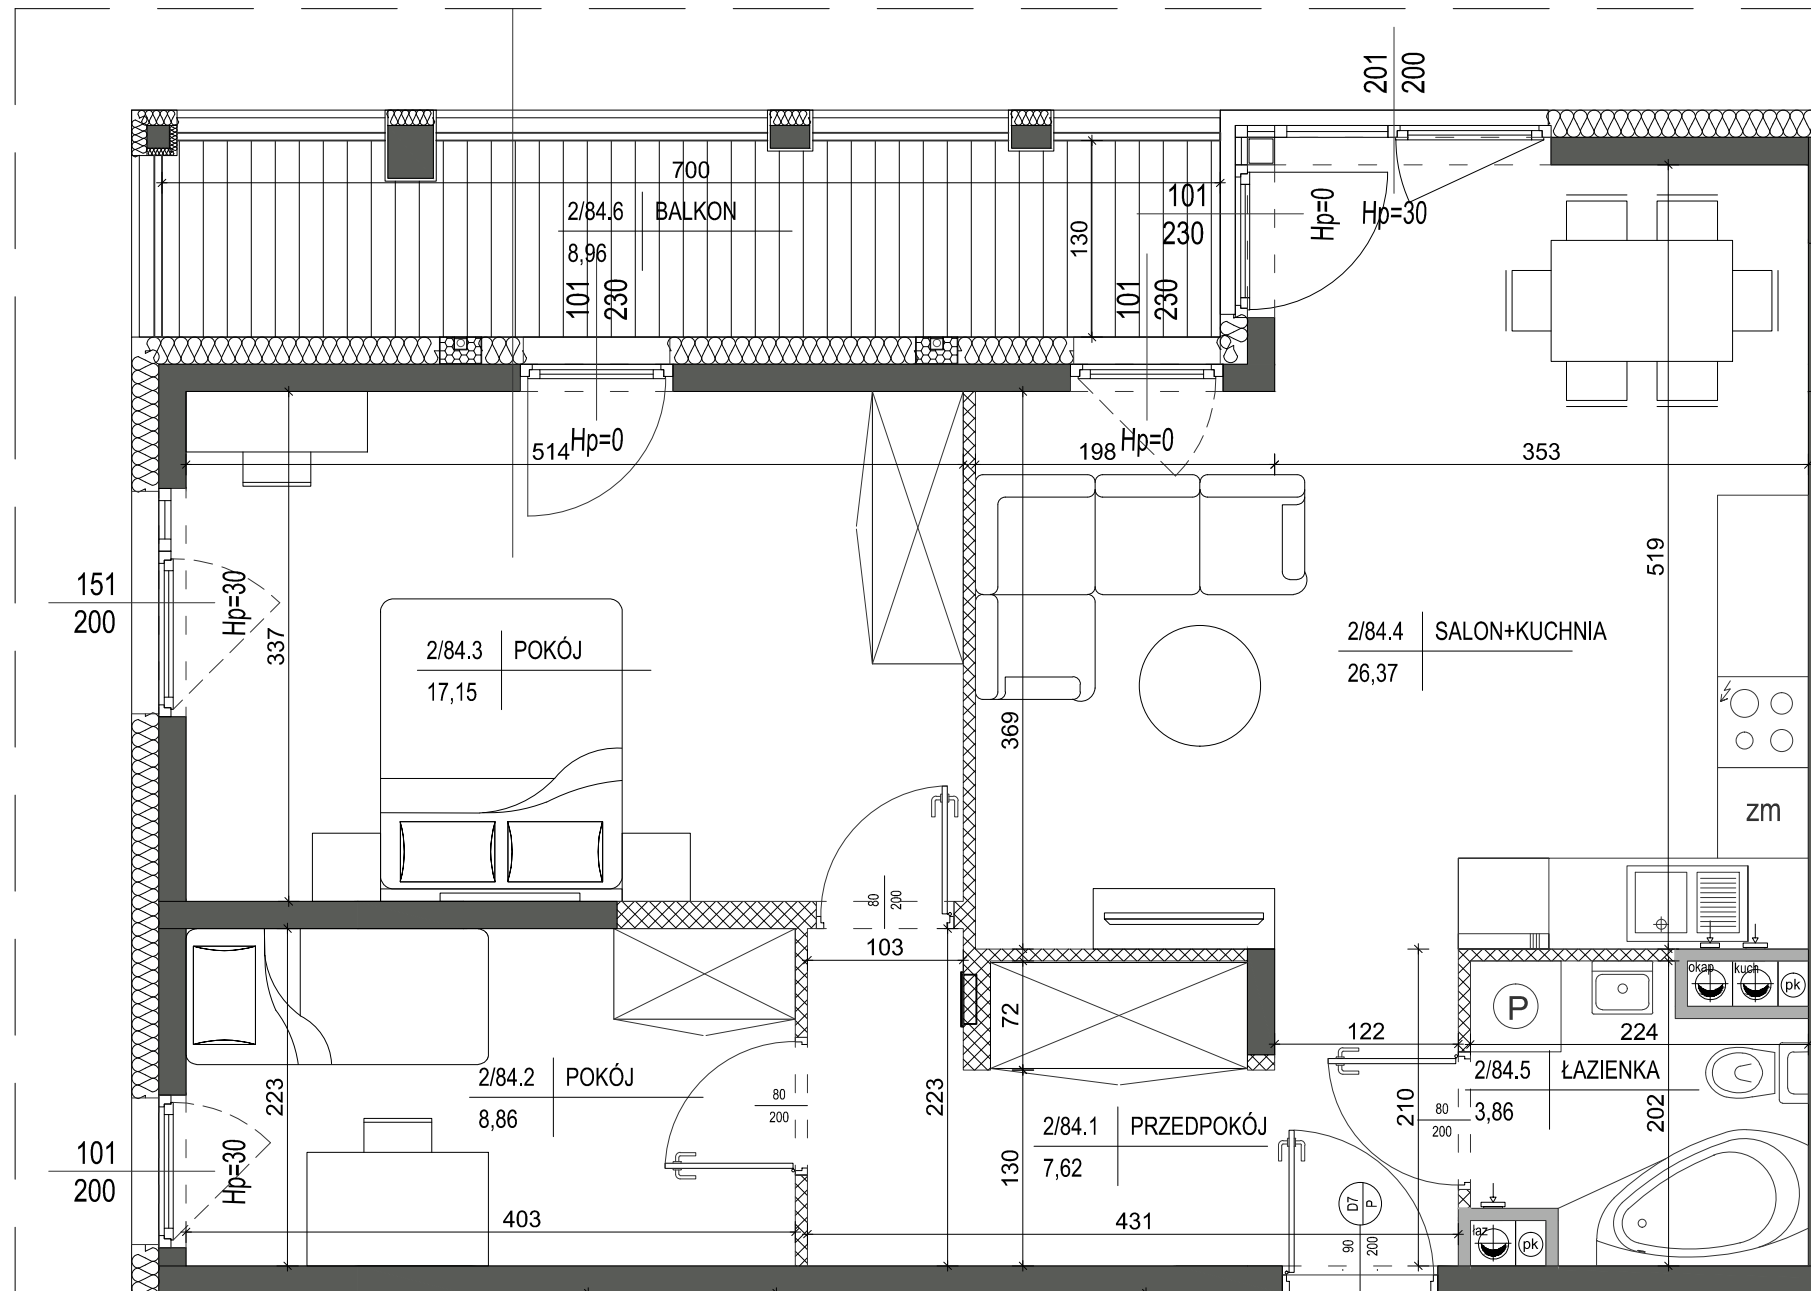 201
200
700
2/84.6 BALKON
8,96
130
101
230
Hp=0
Hp=30
101
230
101
230
Hp=0
Hp=0
514
198
353
151
200
Hp=30
337
2/84.3 POKÓJ
17,15
369
519
2/84.4 SALON+KUCHNIA
26,37
zm
80
200
103
72
okap
kuch
pk
P
122
224
2/84.2 POKÓJ
8,86
223
80
200
223
2/84.1 PRZEDPOKÓJ
7,62
130
210
80
200
2/84.5 ŁAZIENKA
3,86
202
101
200
Hp=30
403
431
D7
P
90
200
łaz
pk